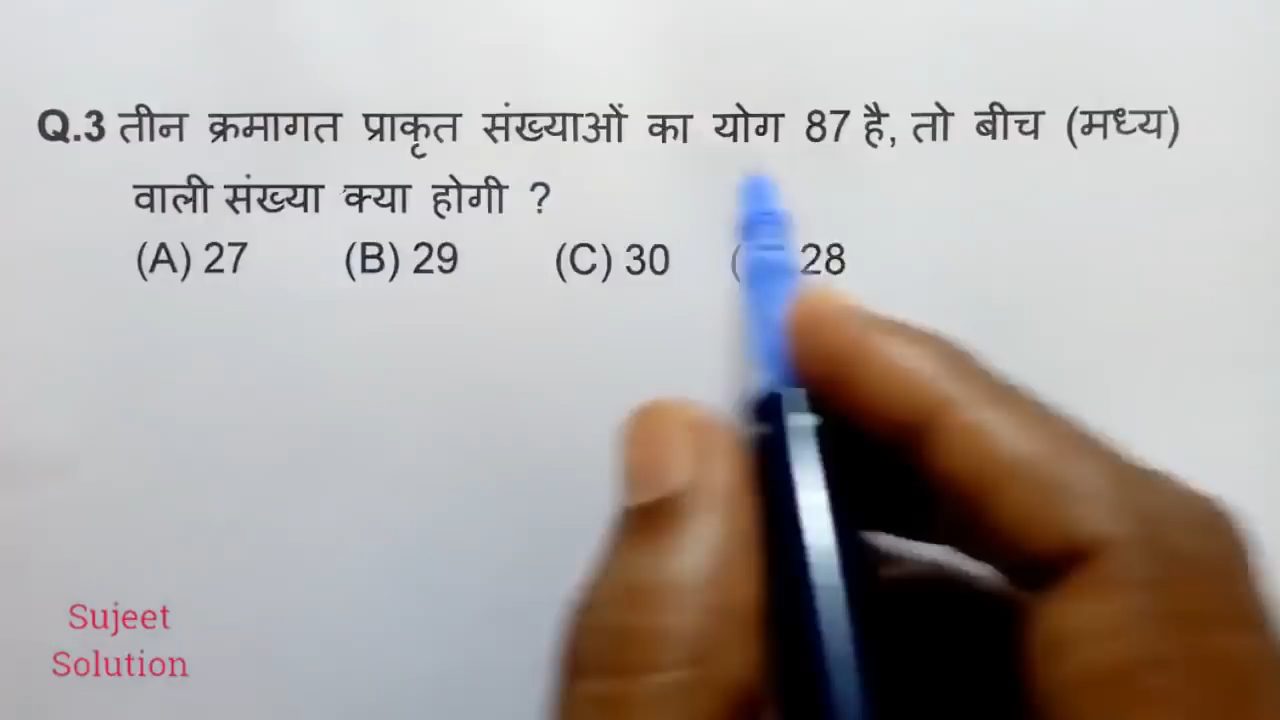 Q.3 तीन क्रमागत प्राकृत संख्याओं का योग 87 है, तो बीच (मध्य)
वाली संख्या क्या होगी ?
(A) 27 (B) 29 (C) 30 ( 28
Sujeet
Solution